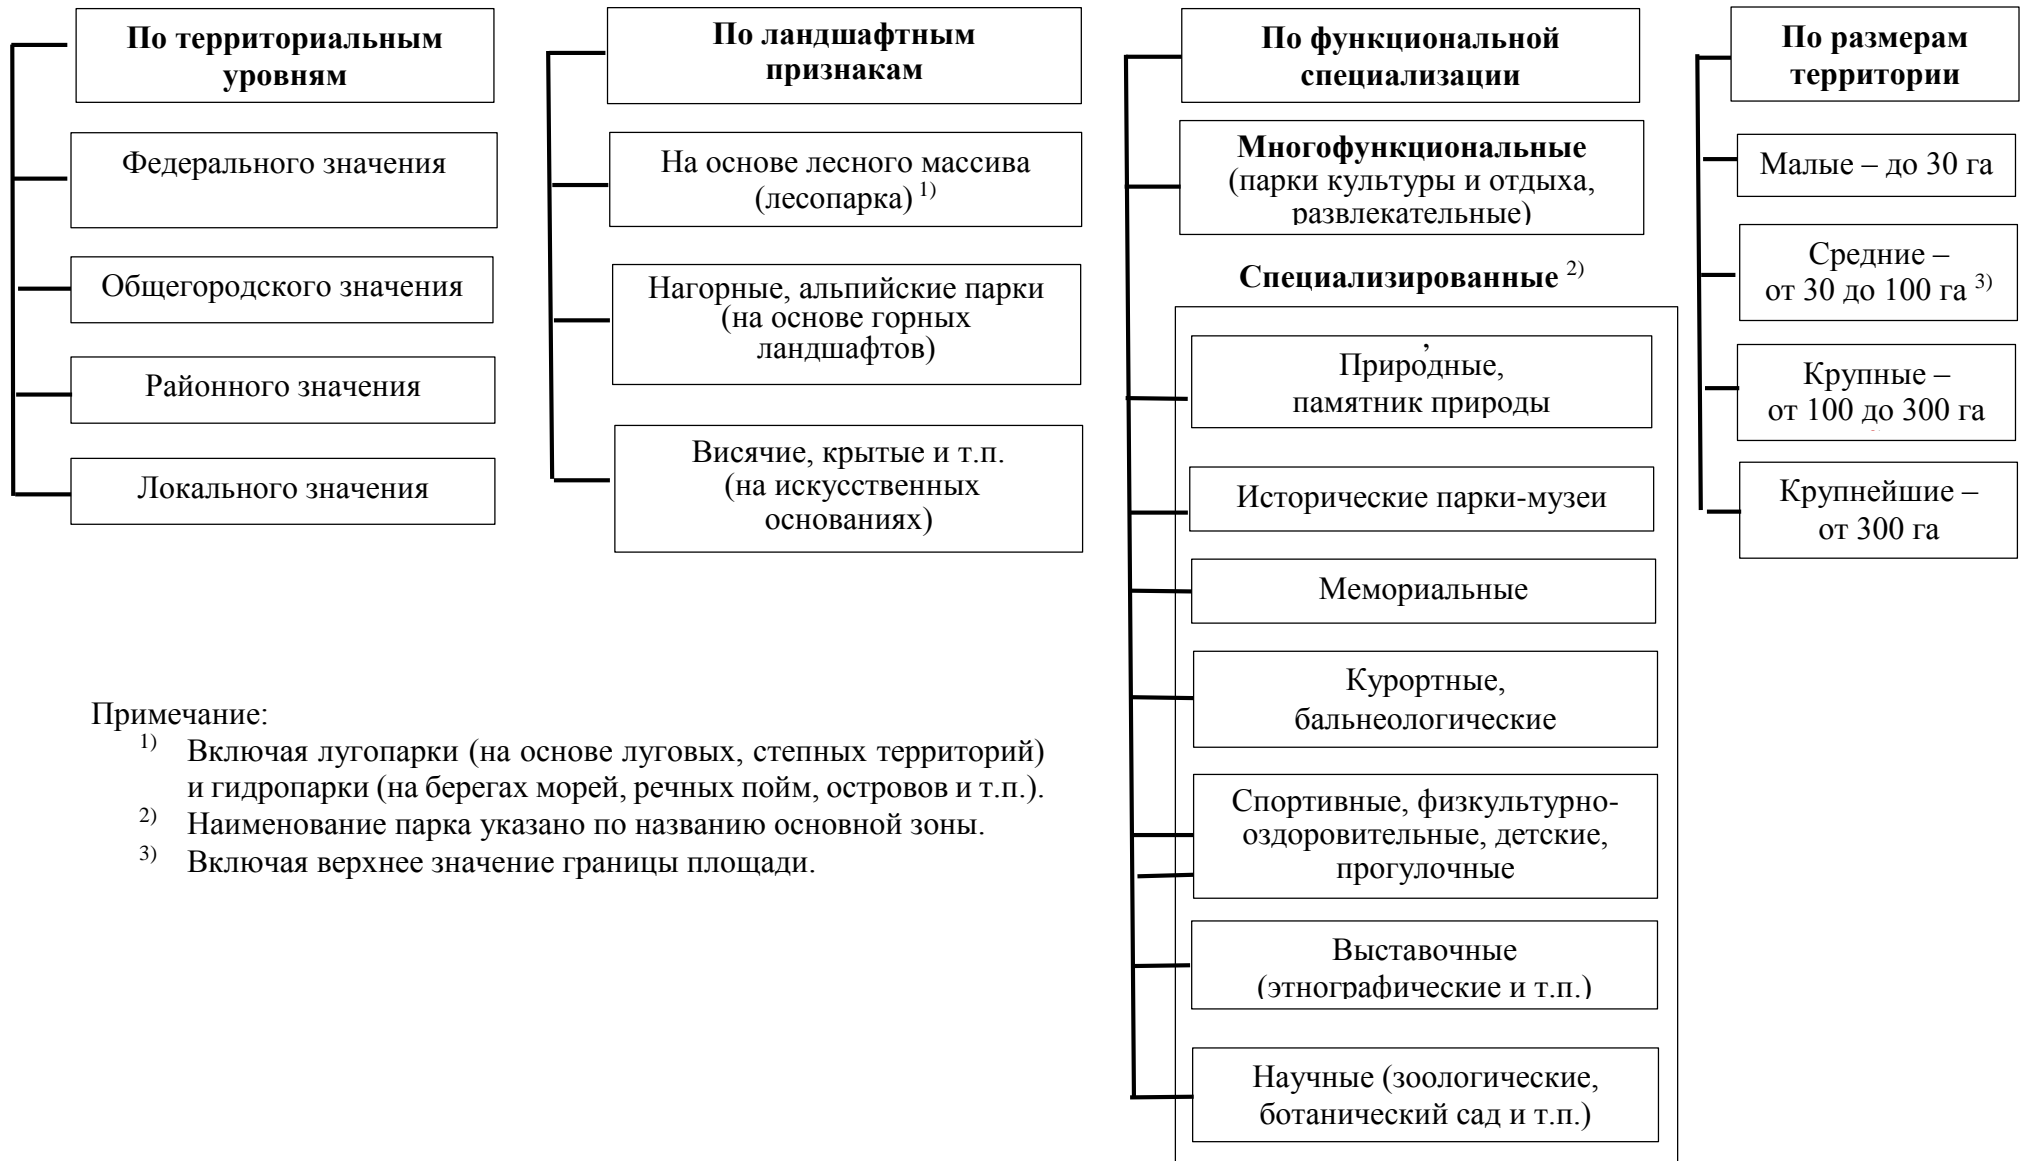 По территориальным
уровням
Федерального значения
Общегородского значения
Районного значения
Локального значения
По ландшафтным
признакам
На основе лесного массива
(лесопарка) 1)
Нагорные, альпийские парки
(на основе горных
ландшафтов)
Висячие, крытые и т.п.
(на искусственных
основаниях)
По функциональной
специализации
Многофункциональные
(парки культуры и отдыха,
развлекательные)
Специализированные 2)
,
Природные,
памятник природы
Исторические парки-музеи
Мемориальные
Курортные,
бальнеологические
Спортивные, физкультурно-
оздоровительные, детские,
прогулочные
Выставочные
(этнографические и т.п.)
Научные (зоологические,
ботанический сад и т.п.)
По размерам
территории
Малые – до 30 га
Средние –
от 30 до 100 га 3)
Крупные –
от 100 до 300 га
Крупнейшие –
от 300 га
Примечание:
1) Включая лугопарки (на основе луговых, степных территорий)
и гидропарки (на берегах морей, речных пойм, островов и т.п.).
2) Наименование парка указано по названию основной зоны.
3) Включая верхнее значение границы площади.